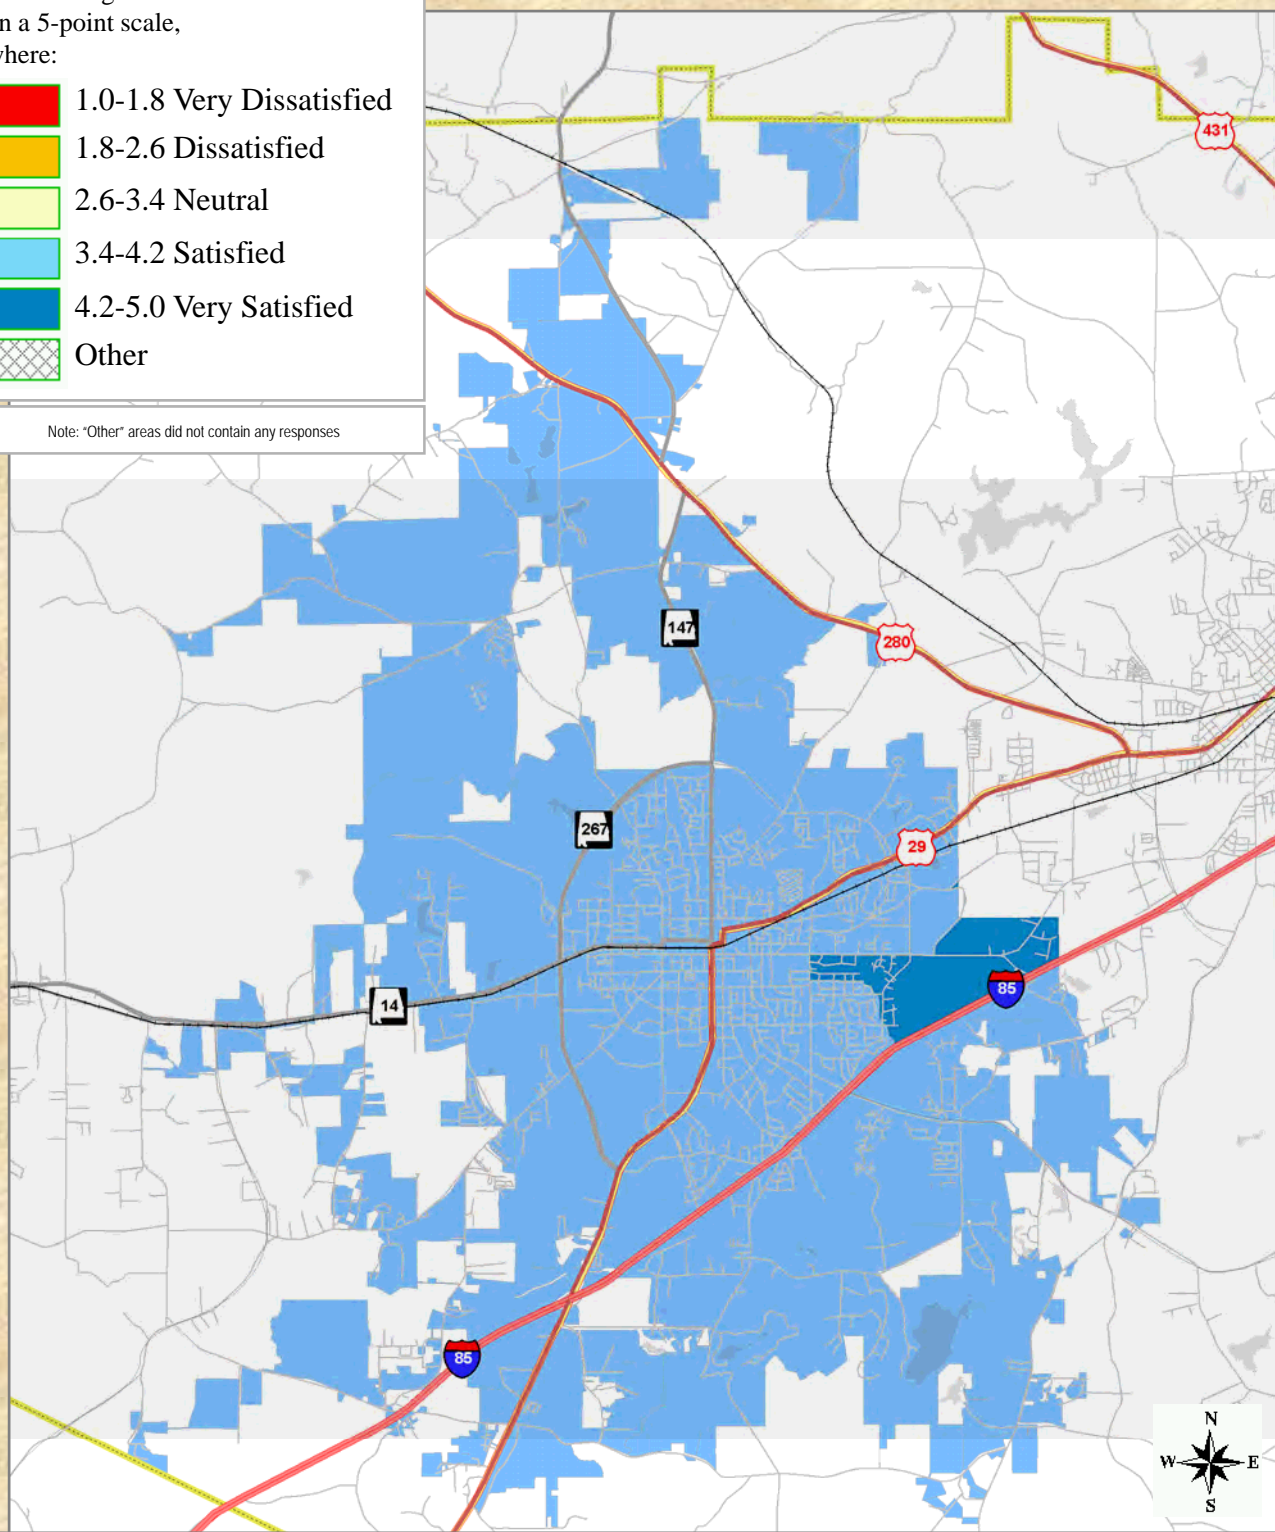 n a 5-point scale,
where:
1.0-1.8 Very Dissatisfied
1.8-2.6 Dissatisfied
2.6-3.4 Neutral
3.4-4.2 Satisfied
4.2-5.0 Very Satisfied
Other
Note: "Other" areas did not contain any responses
431
147
280
267
29
14
85
85
N
W E
S